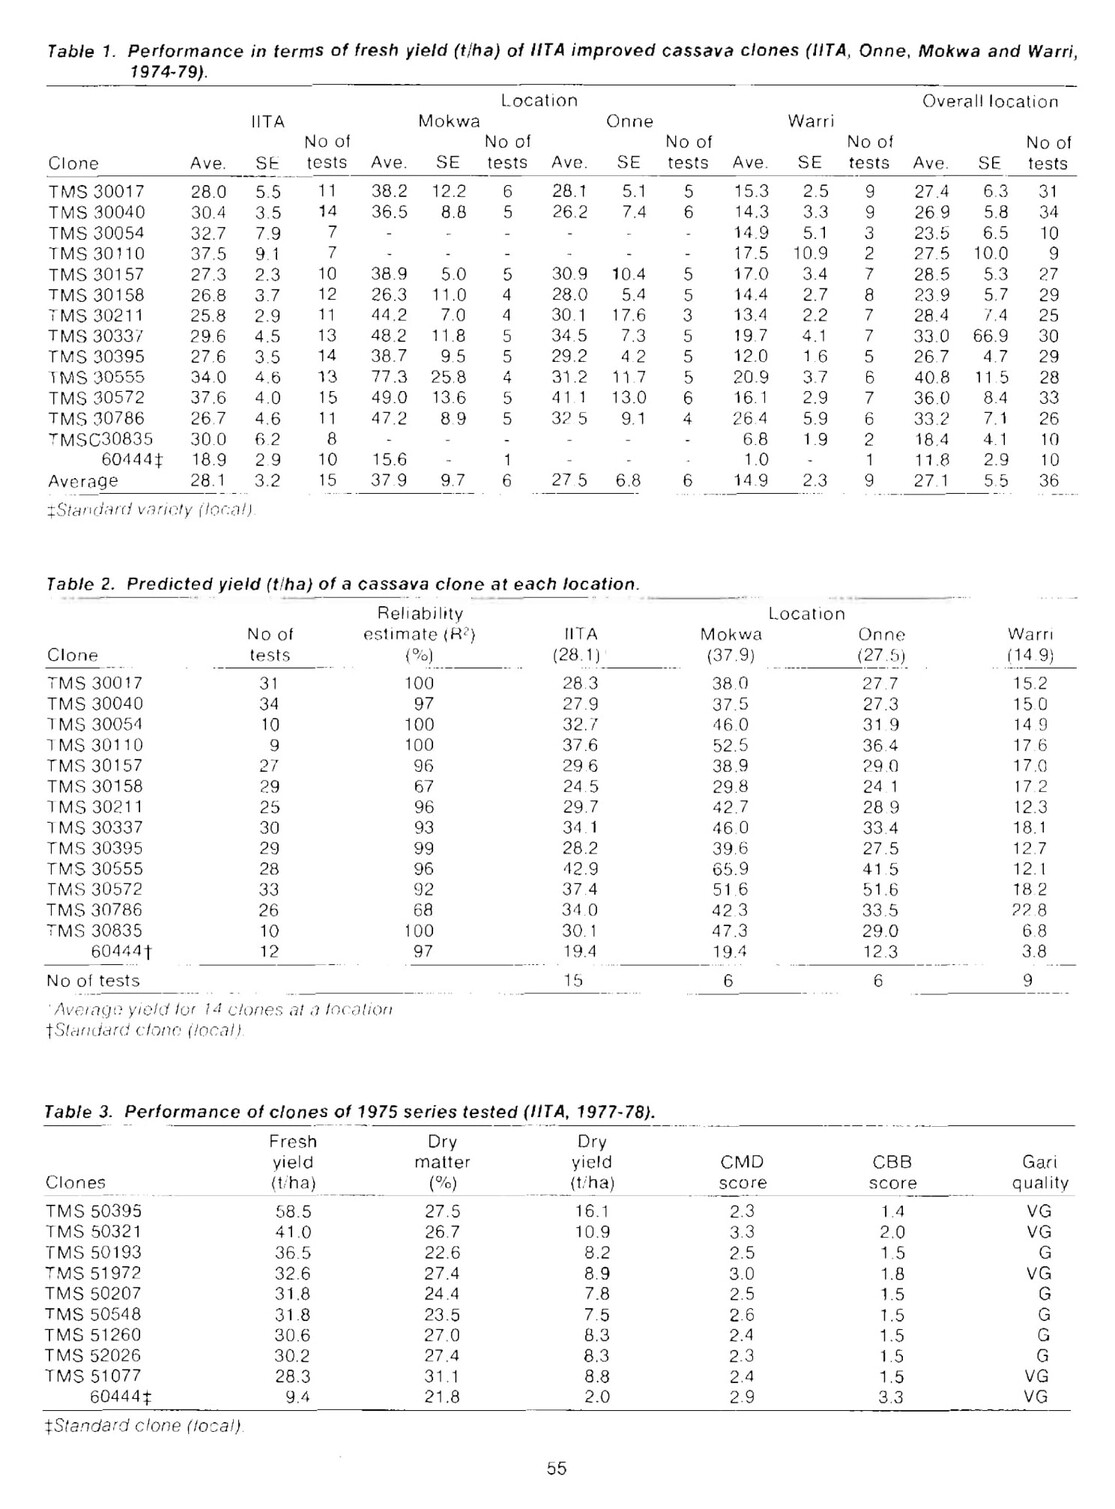 Table 1. Performance in terms of fresh yield (t/ha) of IITA improved cassava clones (IITA, Onne, Mokwa and Warri,
1974-79).
Location Overall location
IITA Mokwa Onne Warri
No of No of No of No of No of
Clone Ave. SE tests Ave. SE tests Ave. SE tests Ave. SE tests Ave. SE tests
TMS 30017 28.0 5.5 11 38.2 12.2 6 28.1 5.1 5 15.3 2.5 9 27.4 6.3 31
TMS 30040 30.4 3.5 14 36.5 8.8 5 26.2 7.4 6 14.3 3.3 9 26 9 5.8 34
TMS 30054 32.7 7.9 7 - - - - - - 14.9 5.1 3 23.5 6.5 10
TMS 30110 37.5 9.1 7 - - - - - - 17.5 10.9 2 27.5 10.0 9
TMS 30157 27.3 2.3 10 38.9 5.0 5 30.9 10.4 5 17.0 3.4 7 28.5 5.3 27
TMS 30158 26.8 3.7 12 26.3 11.0 4 28.0 5.4 5 14.4 2.7 8 23.9 5.7 29
TMS 30211 25.8 2.9 11 44.2 7.0 4 30.1 17.6 3 13.4 2.2 7 28.4 7.4 25
TMS 30337 29.6 4.5 13 48.2 11.8 5 34.5 7.3 5 19.7 4.1 7 33.0 66.9 30
TMS 30395 27.6 3.5 14 38.7 9.5 5 29.2 4 2 5 12.0 1 6 5 26.7 4.7 29
TMS 30555 34.0 4.6 13 77.3 25.8 4 31.2 11 7 5 20.9 3.7 6 40.8 11.5 28
TMS 30572 37.6 4.0 15 49.0 13.6 5 41 1 13.0 6 16.1 2.9 7 36.0 8.4 33
TMS 30786 26.7 4.6 11 47.2 8.9 5 32 5 9.1 4 26 4 5.9 6 33.2 7.1 26
TMSC30835 30.0 6.2 8 - - - - - - 6.8 1.9 2 18.4 4.1 10
60444‡ 18.9 2.9 10 15.6 - 1 - - - 1.0 - 1 11.8 2.9 10
Average 28.1 3.2 15 37.9 9.7 6 27 5 6.8 6 14.9 2.3 9 27.1 5.5 36
‡Standard variety (local).
Table 2. Predicted yield (t/ha) of a cassava clone at each location.
Reliability Location
No of estimate (R²) IITA Mokwa Onne Warri
Clone tests (%) (28.1)' (37.9) (27.5) (14.9)
TMS 30017 31 100 28.3 38.0 27.7 15.2
TMS 30040 34 97 27.9 37.5 27.3 15.0
TMS 30054 10 100 32.7 46.0 31 9 14 9
TMS 30110 9 100 37.6 52.5 36.4 17 6
TMS 30157 27 96 29 6 38.9 29.0 17.0
TMS 30158 29 67 24.5 29.8 24 1 17.2
TMS 30211 25 96 29.7 42.7 28 9 12.3
TMS 30337 30 93 34.1 46.0 33.4 18.1
TMS 30395 29 99 28.2 39.6 27.5 12.7
TMS 30555 28 96 42.9 65.9 41 5 12.1
TMS 30572 33 92 37 4 51 6 51.6 18 2
TMS 30786 26 68 34.0 42.3 33.5 22.8
TMS 30835 10 100 30.1 47.3 29.0 6.8
60444† 12 97 19.4 19.4 12.3 3.8
No of tests 15 6 6 9
'Average yield for 14 clones at a location
†Standard clone (local).
Table 3. Performance of clones of 1975 series tested (IITA, 1977-78).
Fresh Dry Dry
yield matter yield CMD CBB Gari
Clones (t/ha) (%) (t/ha) score score quality
TMS 50395 58.5 27.5 16.1 2.3 1.4 VG
TMS 50321 41.0 26.7 10.9 3.3 2.0 VG
TMS 50193 36.5 22.6 8.2 2.5 1 5 G
TMS 51972 32.6 27.4 8.9 3.0 1.8 VG
TMS 50207 31.8 24.4 7.8 2.5 1.5 G
TMS 50548 31.8 23.5 7.5 2.6 1.5 G
TMS 51260 30.6 27.0 8.3 2.4 1.5 G
TMS 52026 30.2 27.4 8.3 2.3 1.5 G
TMS 51077 28.3 31.1 8.8 2.4 1.5 VG
60444‡ 9.4 21.8 2.0 2.9 3.3 VG
‡Standard clone (local).
55